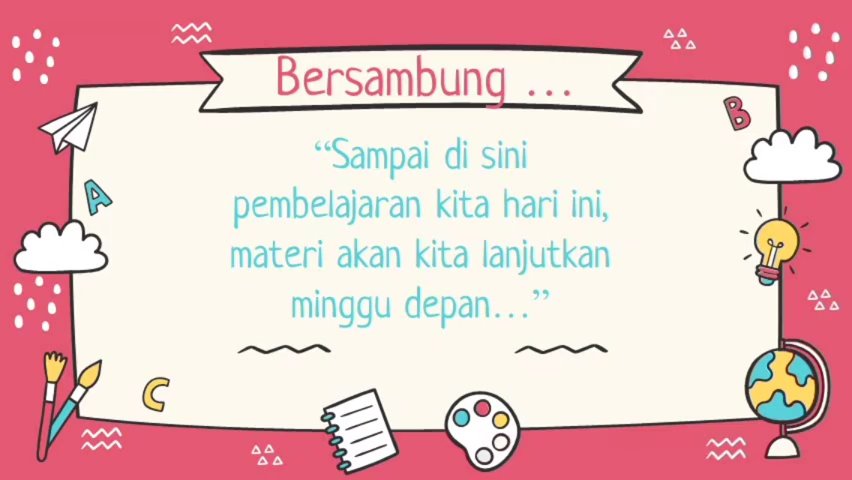 Bersambung ...
“Sampai di sini
pembelajaran kita hari ini,
materi akan kita lanjutkan
minggu depan...”
A
B
C